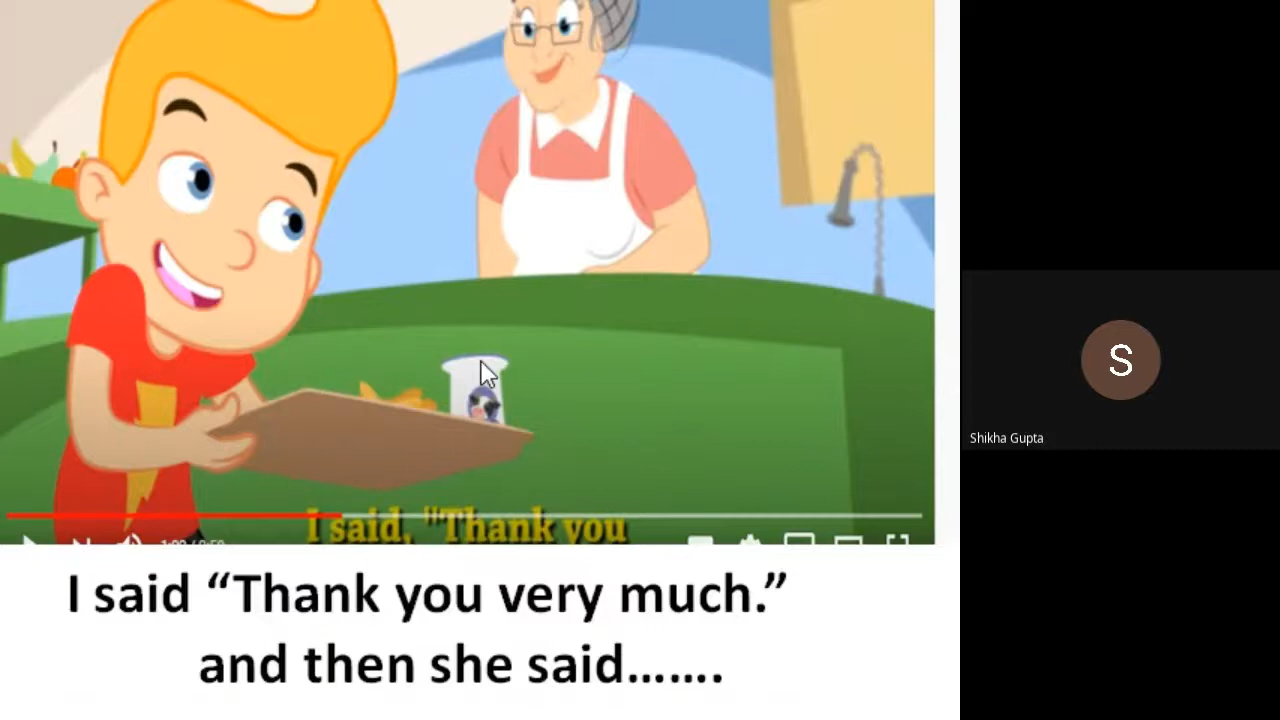 I said, "Thank you
I said “Thank you very much.”
and then she said…….
S
Shikha Gupta